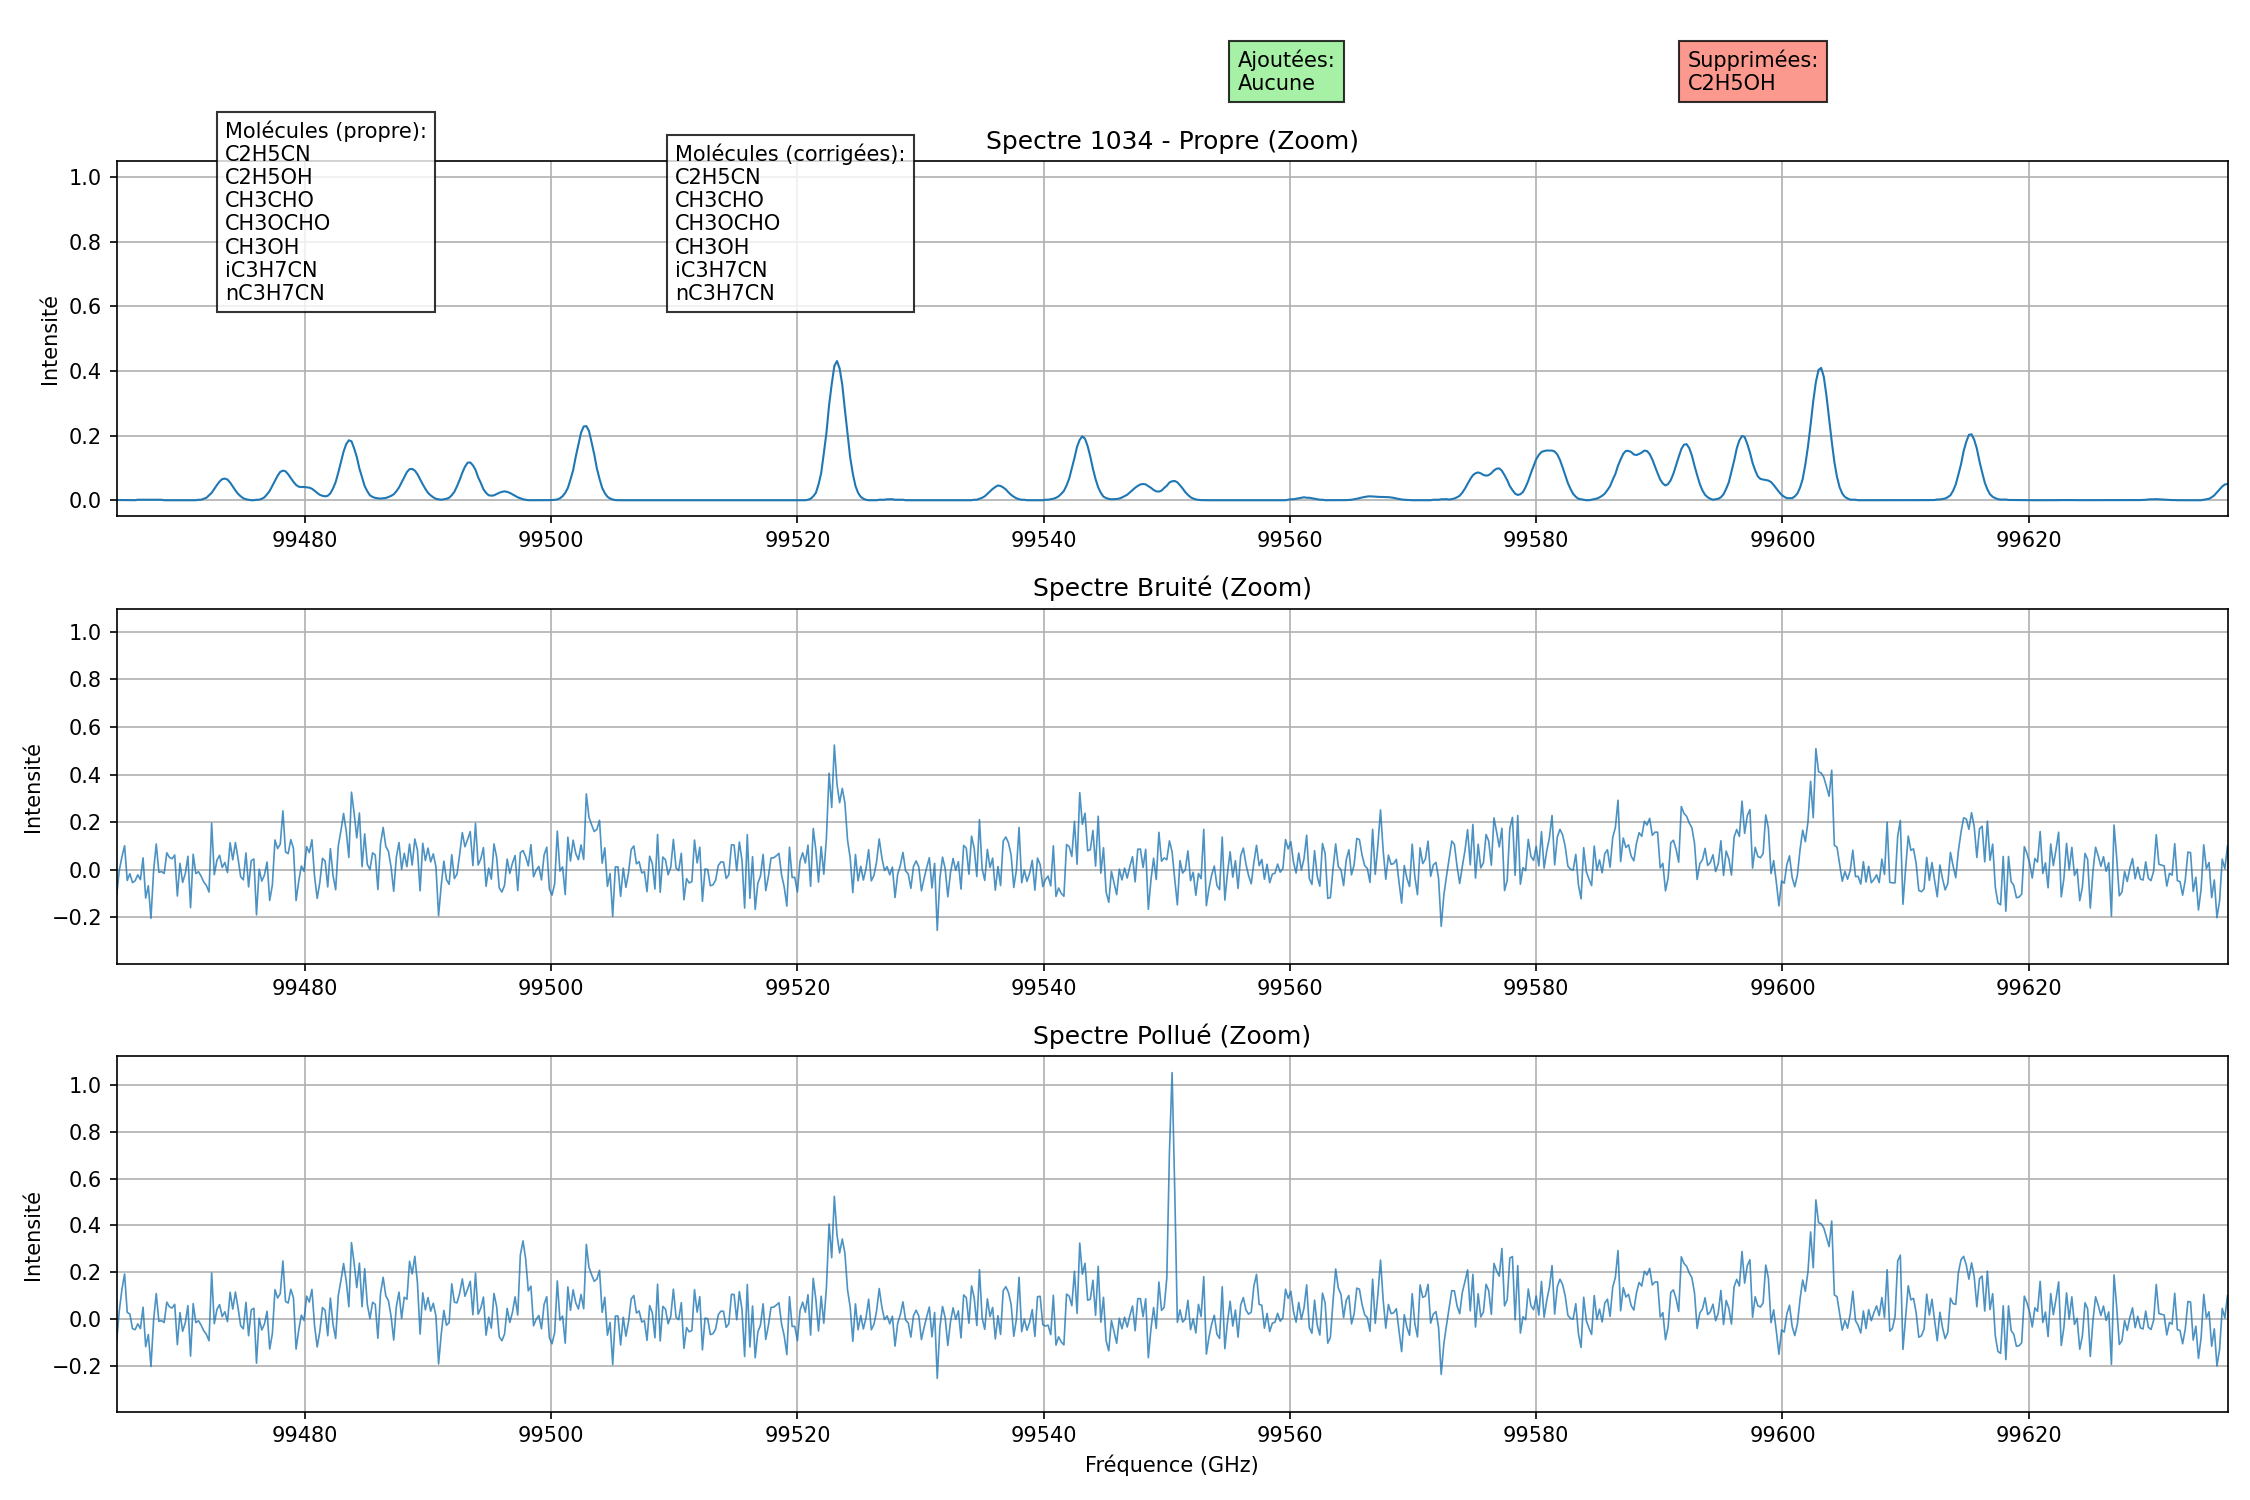 Ajoutées:
Aucune
Supprimées:
C2H5OH
Molécules (propre):
C2H5CN
C2H5OH
CH3CHO
CH3OCHO
CH3OH
iC3H7CN
nC3H7CN
Molécules (corrigées):
C2H5CN
CH3CHO
CH3OCHO
CH3OH
iC3H7CN
nC3H7CN
Spectre 1034 - Propre (Zoom)
Intensité
1.0
0.8
0.6
0.4
0.2
0.0
99480 99500 99520 99540 99560 99580 99600 99620
Spectre Bruité (Zoom)
Intensité
1.0
0.8
0.6
0.4
0.2
0.0
−0.2
99480 99500 99520 99540 99560 99580 99600 99620
Spectre Pollué (Zoom)
Intensité
1.0
0.8
0.6
0.4
0.2
0.0
−0.2
99480 99500 99520 99540 99560 99580 99600 99620
Fréquence (GHz)